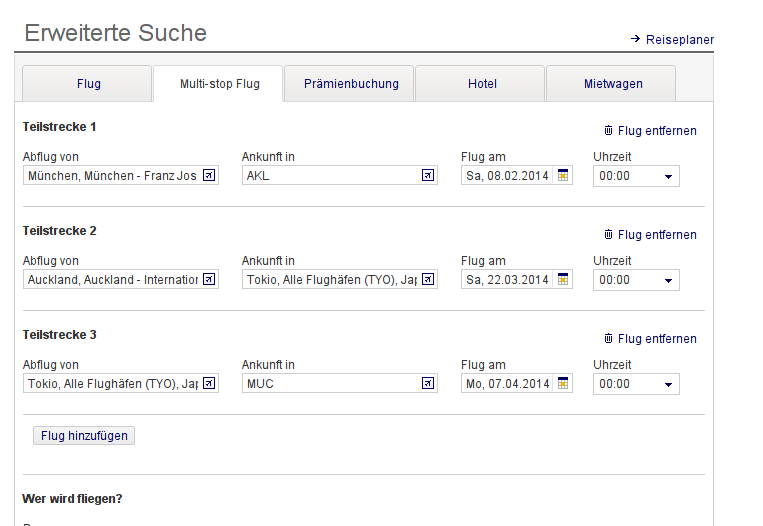 Erweiterte Suche
Reiseplaner
Flug Multi-stop Flug Prämienbuchung Hotel Mietwagen
Teilstrecke 1 Flug entfernen
Abflug von Ankunft in Flug am Uhrzeit
München, München - Franz Jos AKL Sa, 08.02.2014 00:00
Teilstrecke 2 Flug entfernen
Abflug von Ankunft in Flug am Uhrzeit
Auckland, Auckland - Internation Tokio, Alle Flughäfen (TYO), Jap Sa, 22.03.2014 00:00
Teilstrecke 3 Flug entfernen
Abflug von Ankunft in Flug am Uhrzeit
Tokio, Alle Flughäfen (TYO), Jap MUC Mo, 07.04.2014 00:00
Flug hinzufügen
Wer wird fliegen?